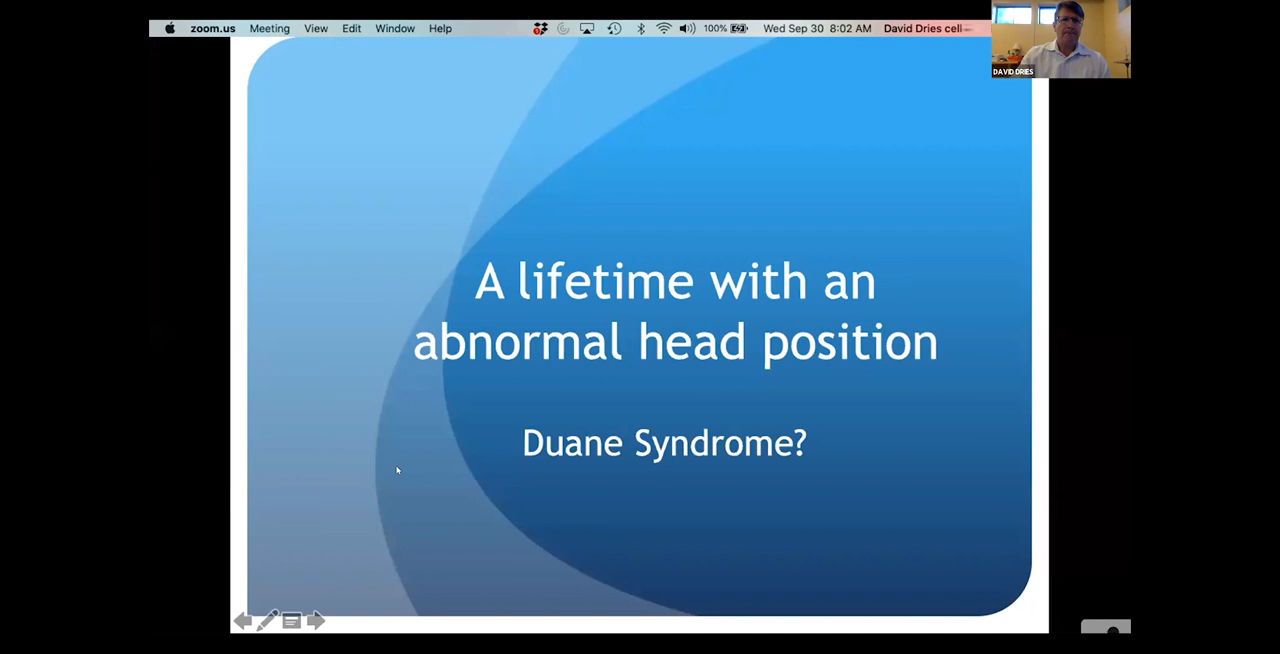 zoom.us Meeting View Edit Window Help 100% Wed Sep 30 8:02 AM David Dries cell
DAVID DRIES
A lifetime with an
abnormal head position
Duane Syndrome?